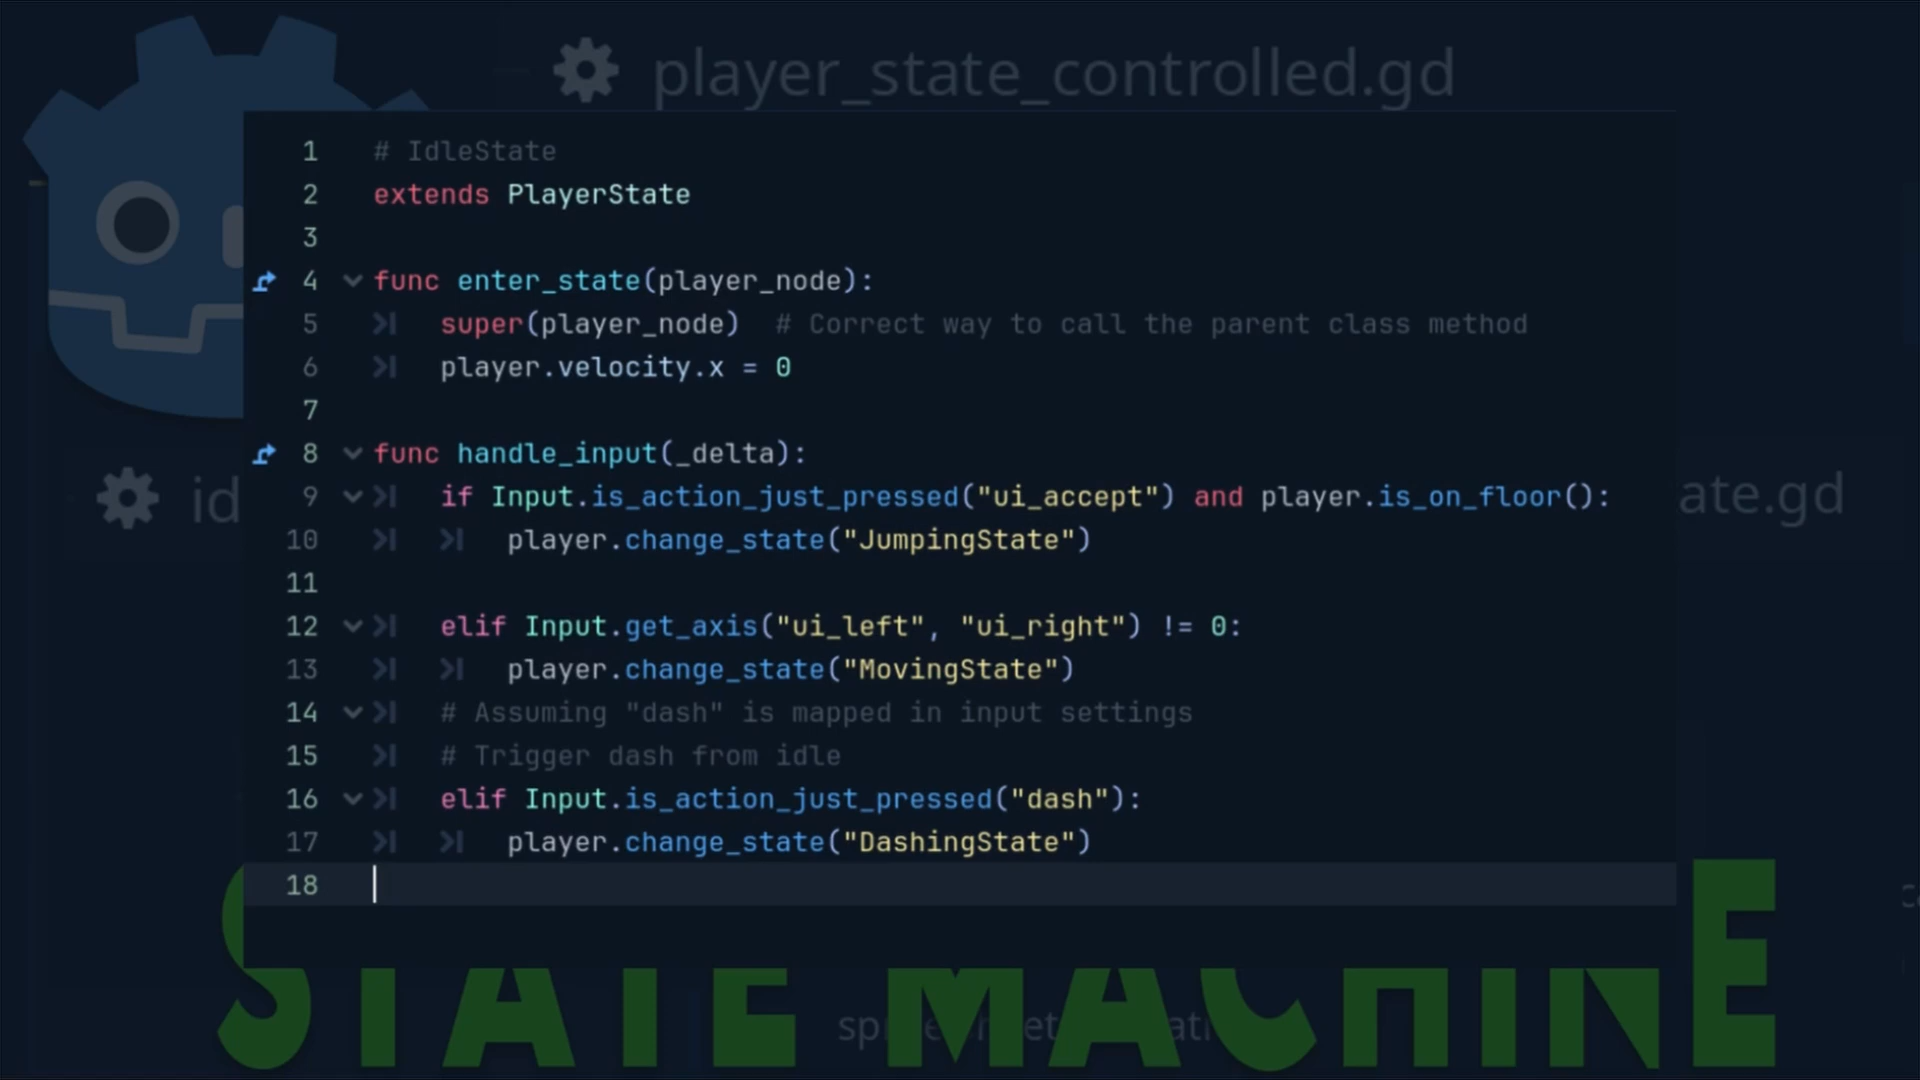 player_state_controlled.gd
1 # IdleState
2 extends PlayerState
3
4 func enter_state(player_node):
5 super(player_node) # Correct way to call the parent class method
6 player.velocity.x = 0
7
8 func handle_input(_delta):
9 if Input.is_action_just_pressed("ui_accept") and player.is_on_floor():
10 player.change_state("JumpingState")
11
12 elif Input.get_axis("ui_left", "ui_right") != 0:
13 player.change_state("MovingState")
14 # Assuming "dash" is mapped in input settings
15 # Trigger dash from idle
16 elif Input.is_action_just_pressed("dash"):
17 player.change_state("DashingState")
18
id
ate.gd
STATE MACHINE